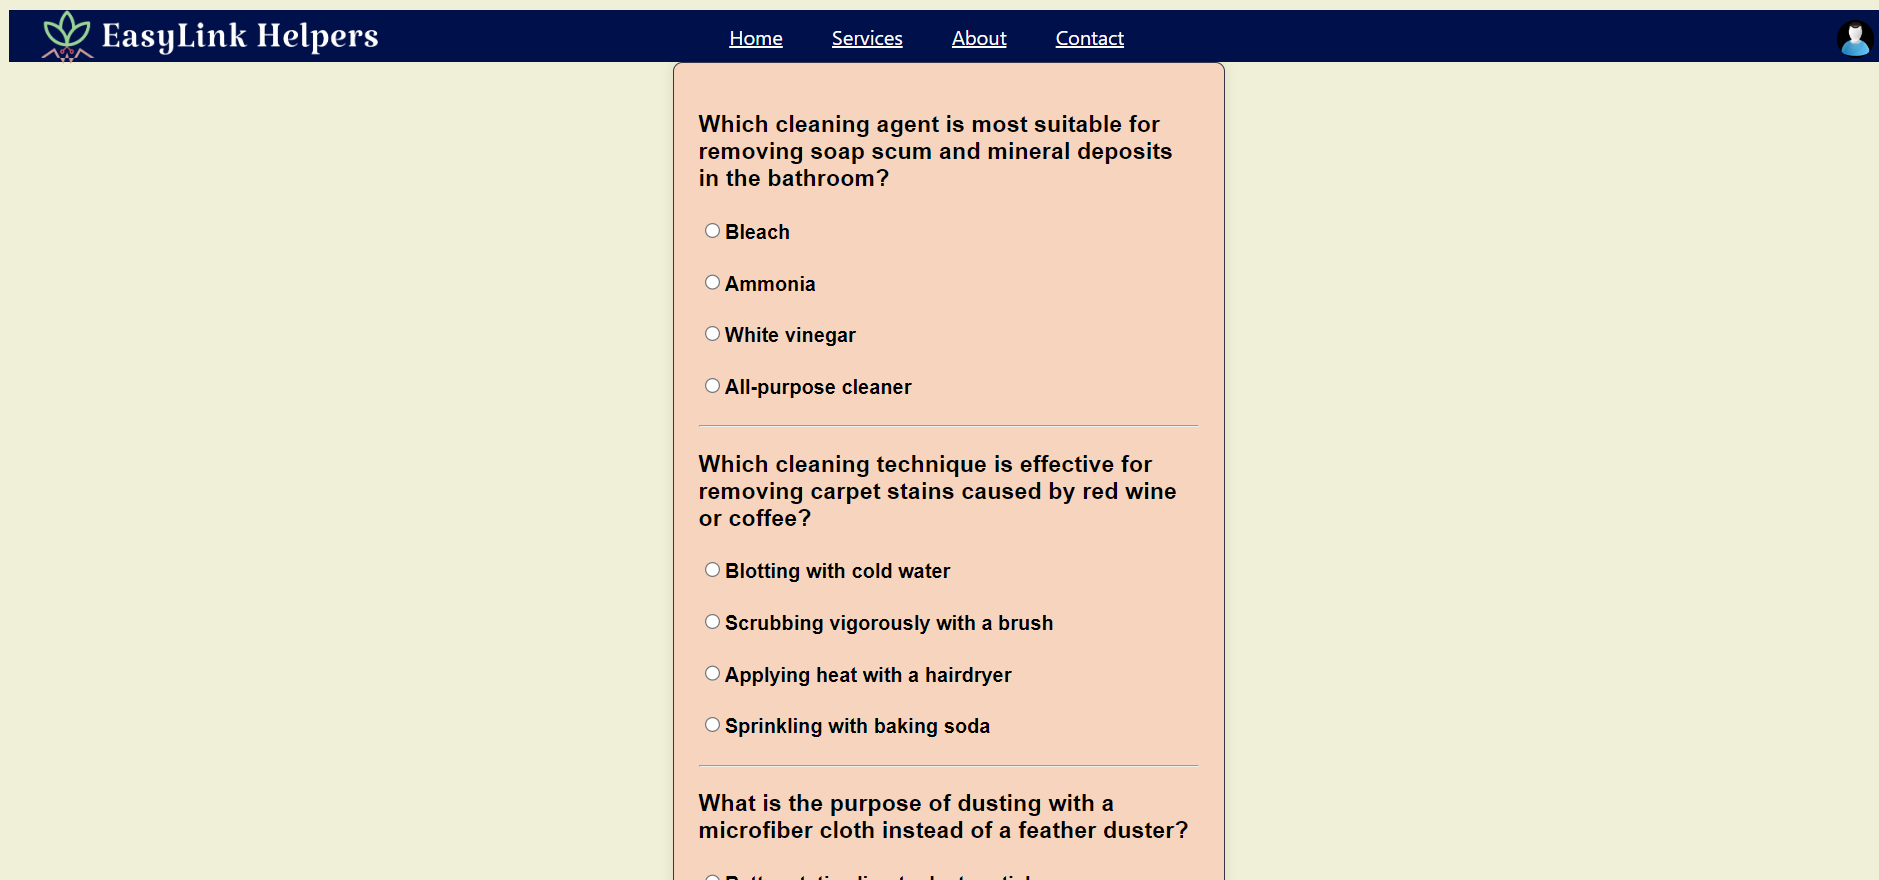 EasyLink Helpers
Home Services About Contact
Which cleaning agent is most suitable for
removing soap scum and mineral deposits
in the bathroom?
Bleach
Ammonia
White vinegar
All-purpose cleaner
Which cleaning technique is effective for
removing carpet stains caused by red wine
or coffee?
Blotting with cold water
Scrubbing vigorously with a brush
Applying heat with a hairdryer
Sprinkling with baking soda
What is the purpose of dusting with a
microfiber cloth instead of a feather duster?